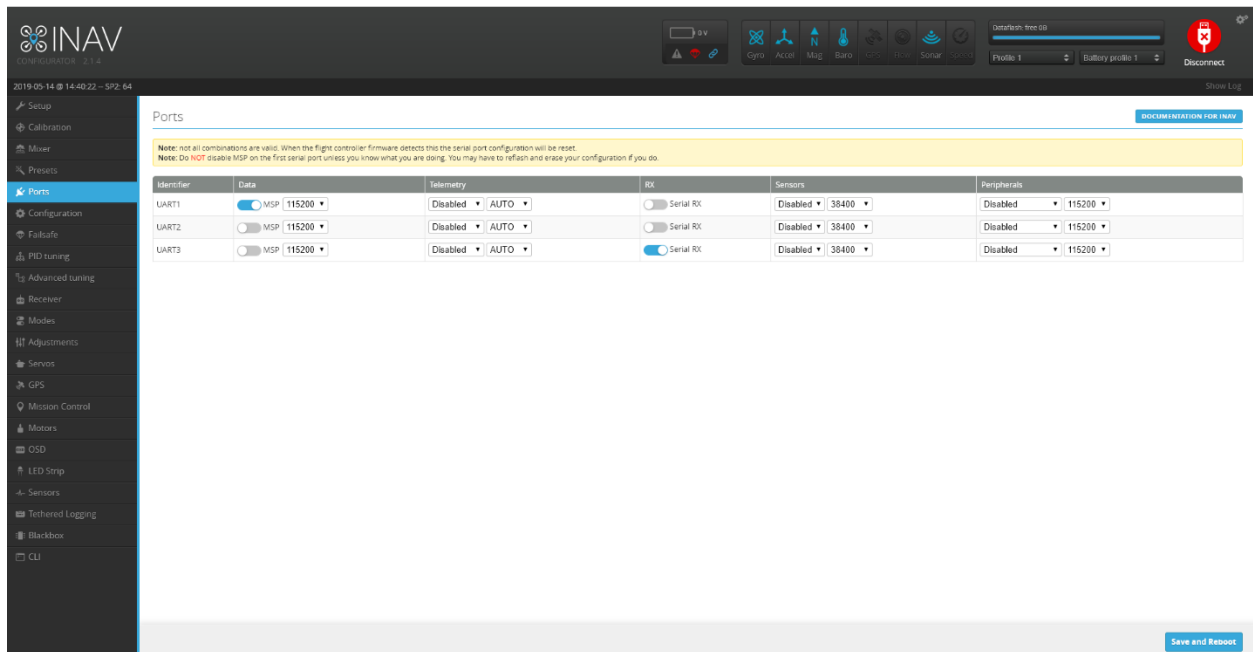 INAV
CONFIGURATOR 2.1.4
0 V
Gyro Accel Mag Baro GPS Flow Sonar Speed
Dataflash: free 0B
Profile 1 Battery profile 1
Disconnect
2019-05-14 @ 14:40:22 -- SP2: 64
Show Log
Setup
Calibration
Mixer
Presets
Ports
Configuration
Failsafe
PID tuning
Advanced tuning
Receiver
Modes
Adjustments
Servos
GPS
Mission Control
Motors
OSD
LED Strip
Sensors
Tethered Logging
Blackbox
CLI
Ports
DOCUMENTATION FOR INAV
Note: not all combinations are valid. When the flight controller firmware detects this the serial port configuration will be reset.
Note: Do NOT disable MSP on the first serial port unless you know what you are doing. You may have to reflash and erase your configuration if you do.
Identifier Data Telemetry RX Sensors Peripherals
UART1 MSP 115200 Disabled AUTO Serial RX Disabled 38400 Disabled 115200
UART2 MSP 115200 Disabled AUTO Serial RX Disabled 38400 Disabled 115200
UART3 MSP 115200 Disabled AUTO Serial RX Disabled 38400 Disabled 115200
Save and Reboot